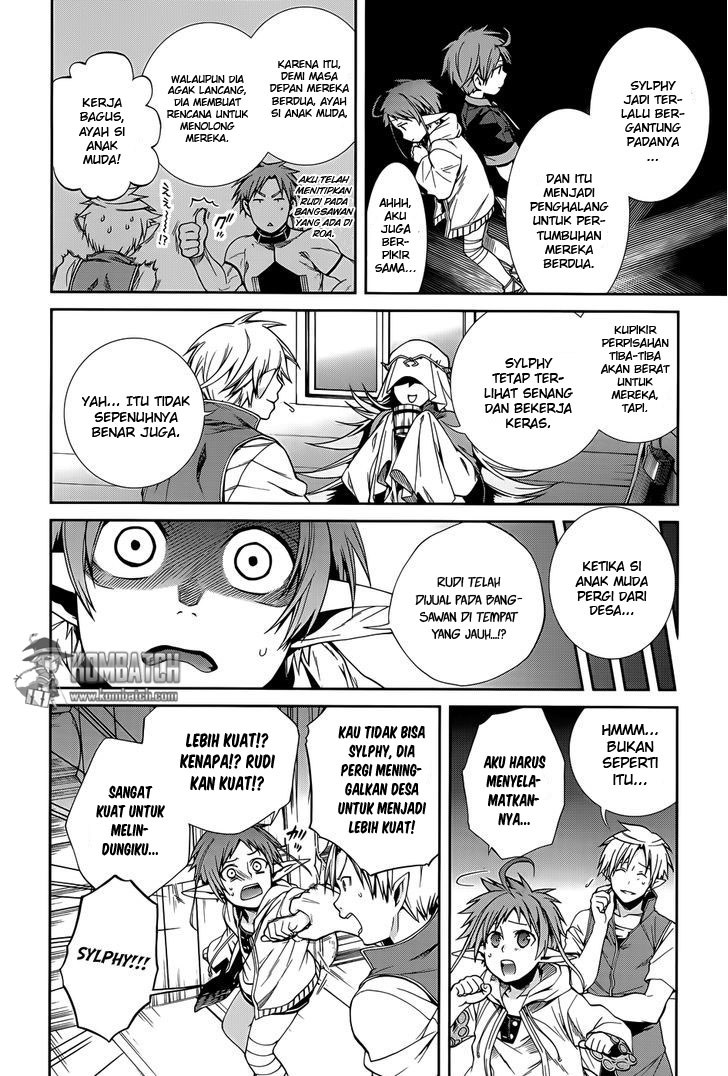 SYLPHY
JADI TER-
LALU BER-
GANTUNG
PADANYA
...
DAN ITU
MENJADI
PENGHALANG
UNTUK PER-
TUMBUHAN
MEREKA
BERDUA.
AHHH,
AKU
JUGA
BER-
PIKIR
SAMA...
KARENA ITU,
DEMI MASA
DEPAN MEREKA
BERDUA, AYAH
SI ANAK MUDA,
WALAUPUN DIA
AGAK LANCANG,
DIA MEMBUAT
RENCANA UNTUK
MENOLONG
MEREKA.
AKU TELAH
MENITIPKAN
RUDI PADA
BANGSAWAN
YANG ADA DI
ROA.
KERJA
BAGUS,
AYAH SI
ANAK
MUDA!
KUPIKIR
PERPISAHAN
TIBA-TIBA
AKAN BERAT
UNTUK
MEREKA,
TAPI.
SYLPHY
TETAP TER-
LIHAT SENANG
DAN BEKERJA
KERAS.
YAH... ITU TIDAK
SEPENUHNYA
BENAR JUGA.
KETIKA SI
ANAK MUDA
PERGI DARI
DESA...
RUDI TELAH
DIJUAL PADA BANG-
SAWAN DI TEMPAT
YANG JAUH...!?
KOMBATCH
www.kombatch.com
HMMM...
BUKAN
SEPERTI
ITU...
AKU HARUS
MENYELA-
MATKAN-
NYA...
KAU TIDAK BISA
SYLPHY, DIA
PERGI MENING-
GALKAN DESA
UNTUK MENJADI
LEBIH KUAT!
LEBIH KUAT!?
KENAPA!? RUDI
KAN KUAT!?
SANGAT
KUAT UNTUK
MELIN-
DUNGIKU...
SYLPHY!!!